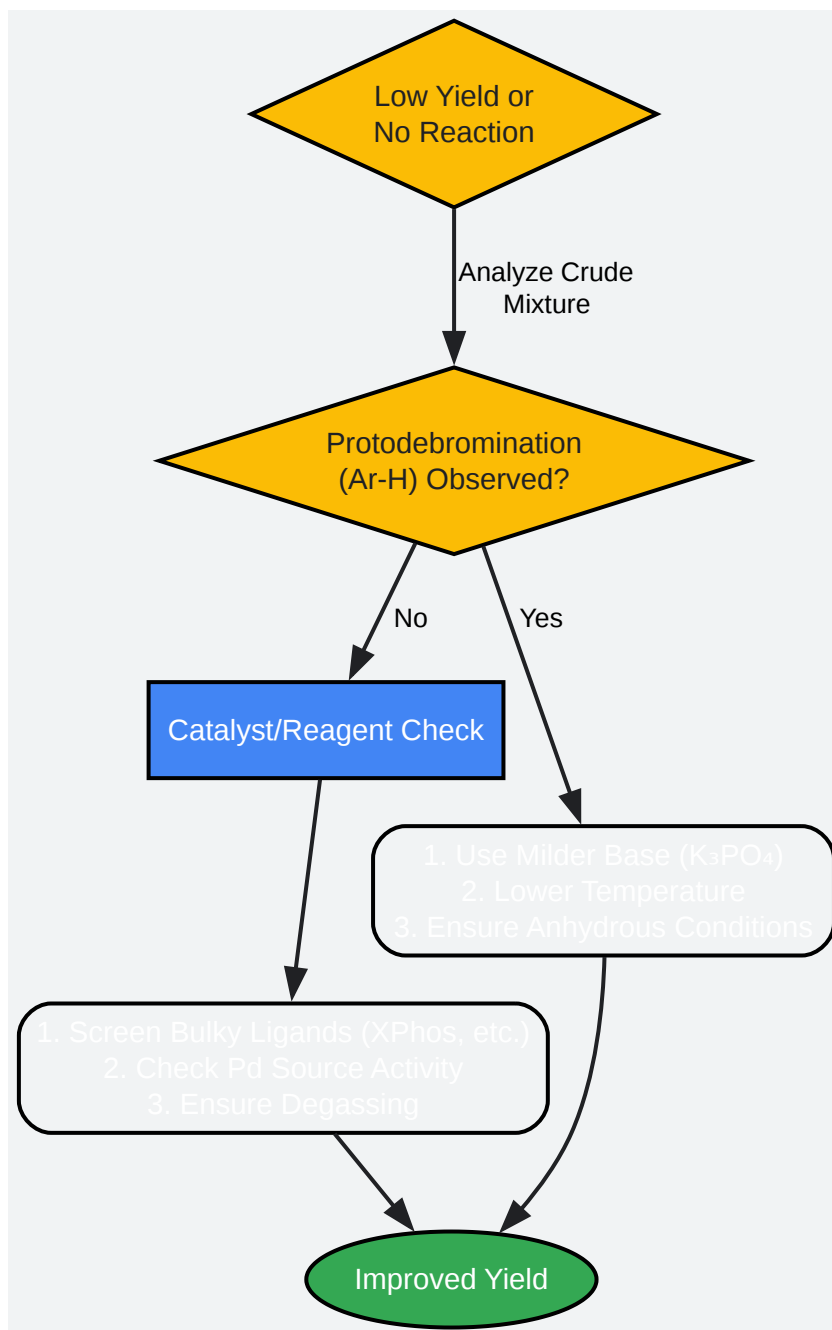 Low Yield or
No Reaction
Analyze Crude
Mixture
Protodebromination
(Ar-H) Observed?
No
Yes
Catalyst/Reagent Check
1. Use Milder Base (K₃PO₄)
2. Lower Temperature
3. Ensure Anhydrous Conditions
1. Screen Bulky Ligands (XPhos, etc.)
2. Check Pd Source Activity
3. Ensure Degassing
Improved Yield